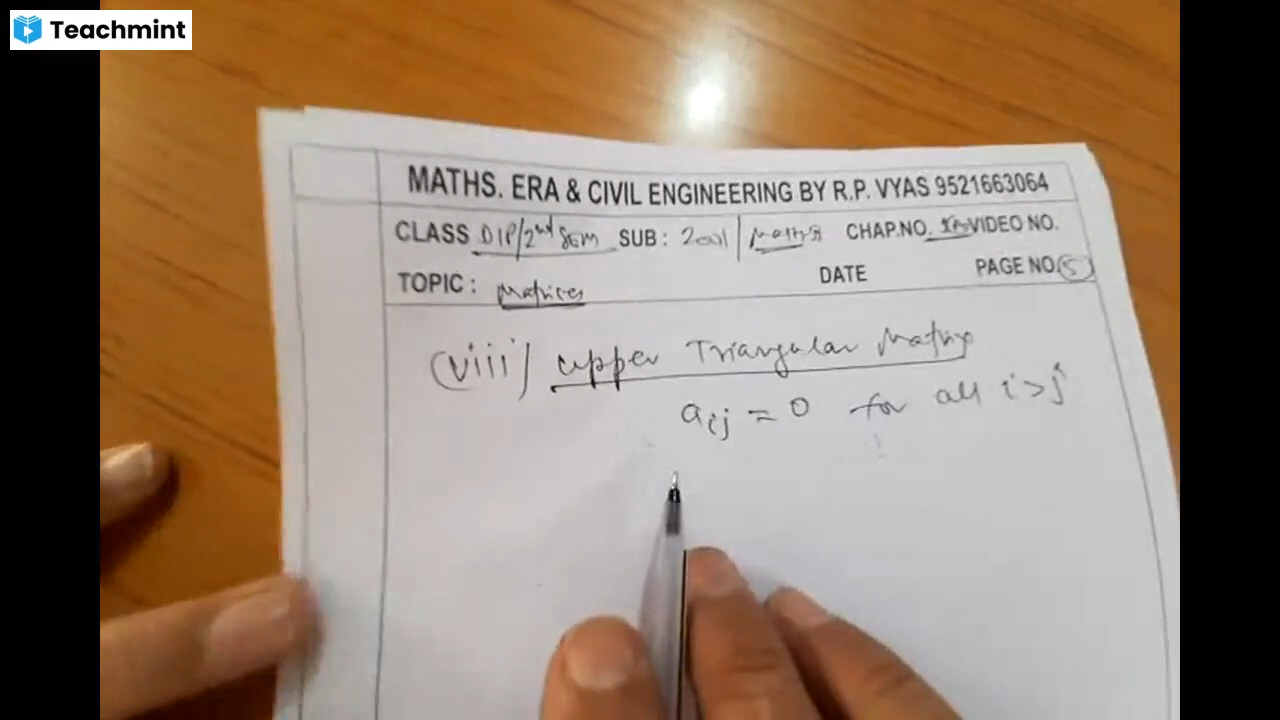 Teachmint
MATHS. ERA & CIVIL ENGINEERING BY R.P. VYAS 9521663064
CLASS DIP/2nd Sem SUB : 2001/Maths CHAP.NO. VIDEO NO.
TOPIC : Matrices DATE PAGE NO. 5
(viii) upper Triangular Matrix
aij = 0 for all i>j